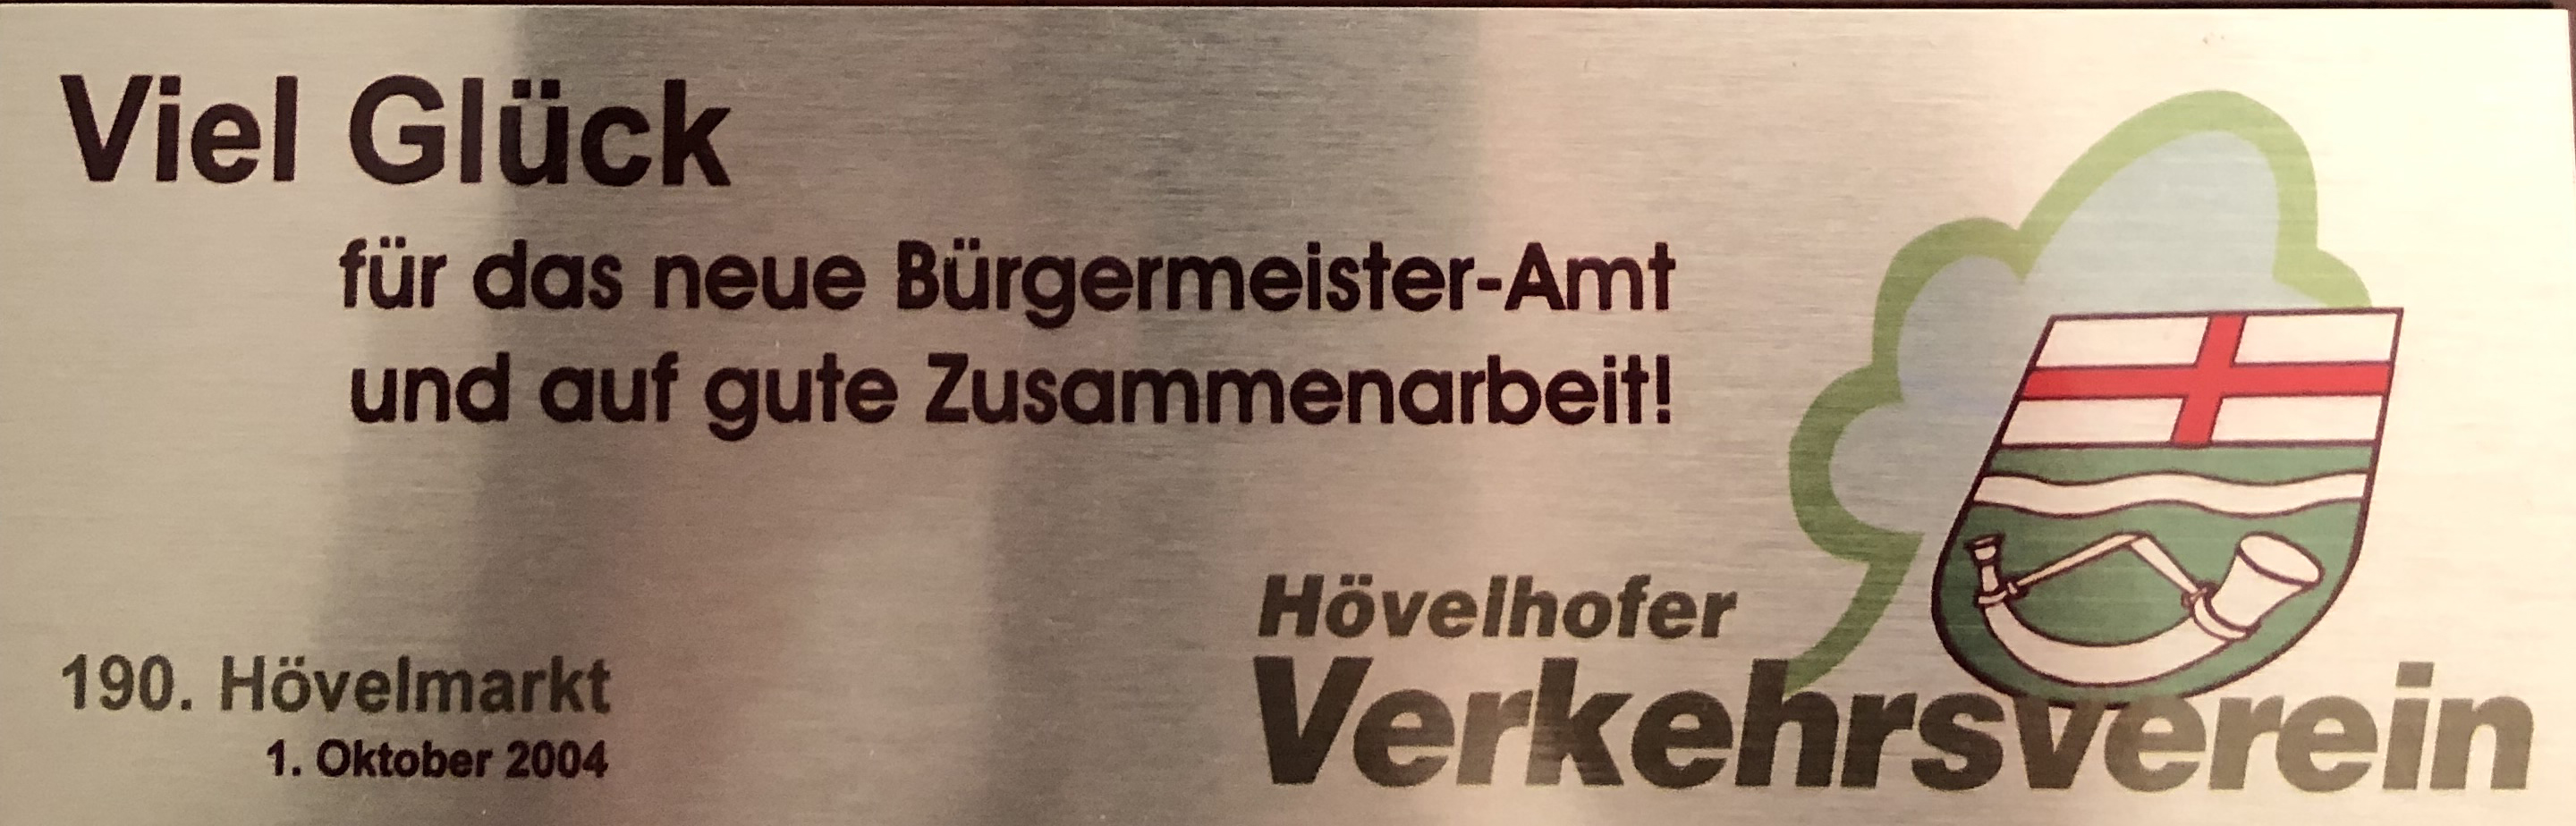 Viel Glück
für das neue Bürgermeister-Amt
und auf gute Zusammenarbeit!
190. Hövelmarkt
1. Oktober 2004
Hövelhofer
Verkehrsverein